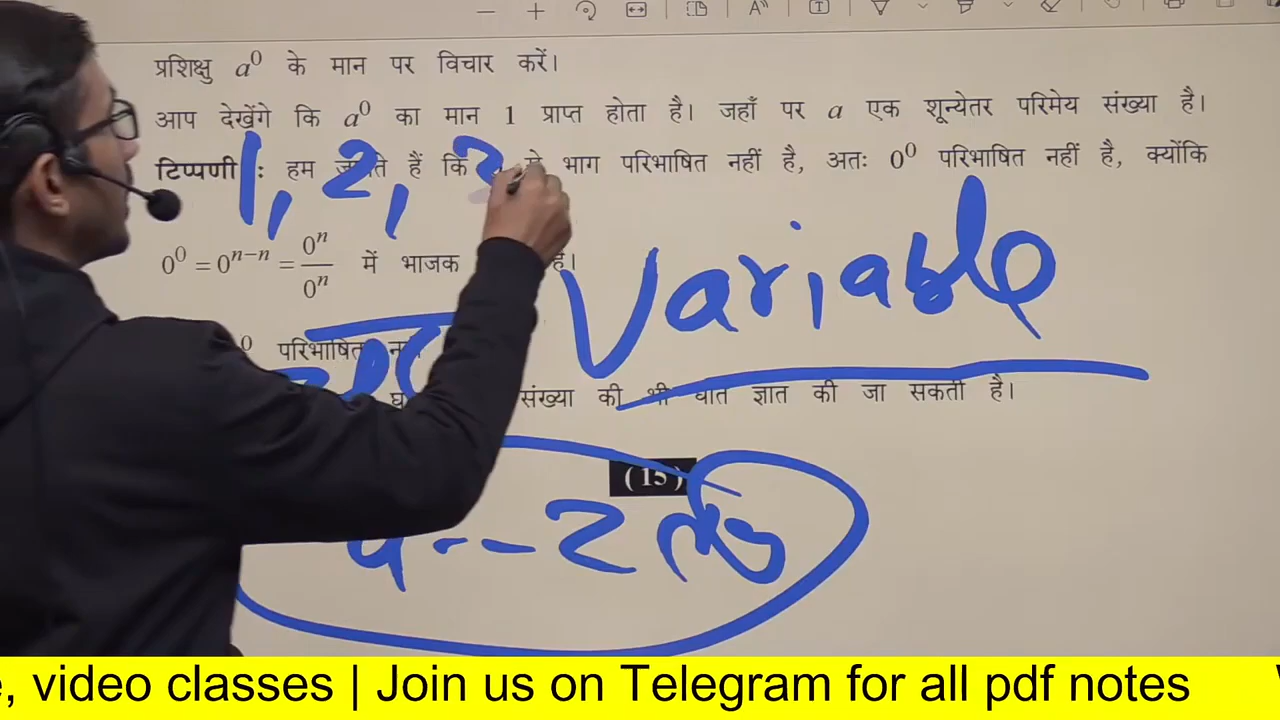 प्रशिक्षु a⁰ के मान पर विचार करें।
आप देखेंगे कि a⁰ का मान 1 प्राप्त होता है। जहाँ पर a एक शून्येतर परिमेय संख्या है।
टिप्पणी : हम हैं कि से भाग परिभाषित नहीं है, अतः 0⁰ परिभाषित नहीं है, क्योंकि
1, 2, 3
0⁰ = 0ⁿ⁻ⁿ = 0ⁿ/0ⁿ में भाजक है।
Variable
परिभाषित
संख्या की भी बात ज्ञात की जा सकती है।
(15)
, video classes | Join us on Telegram for all pdf notes